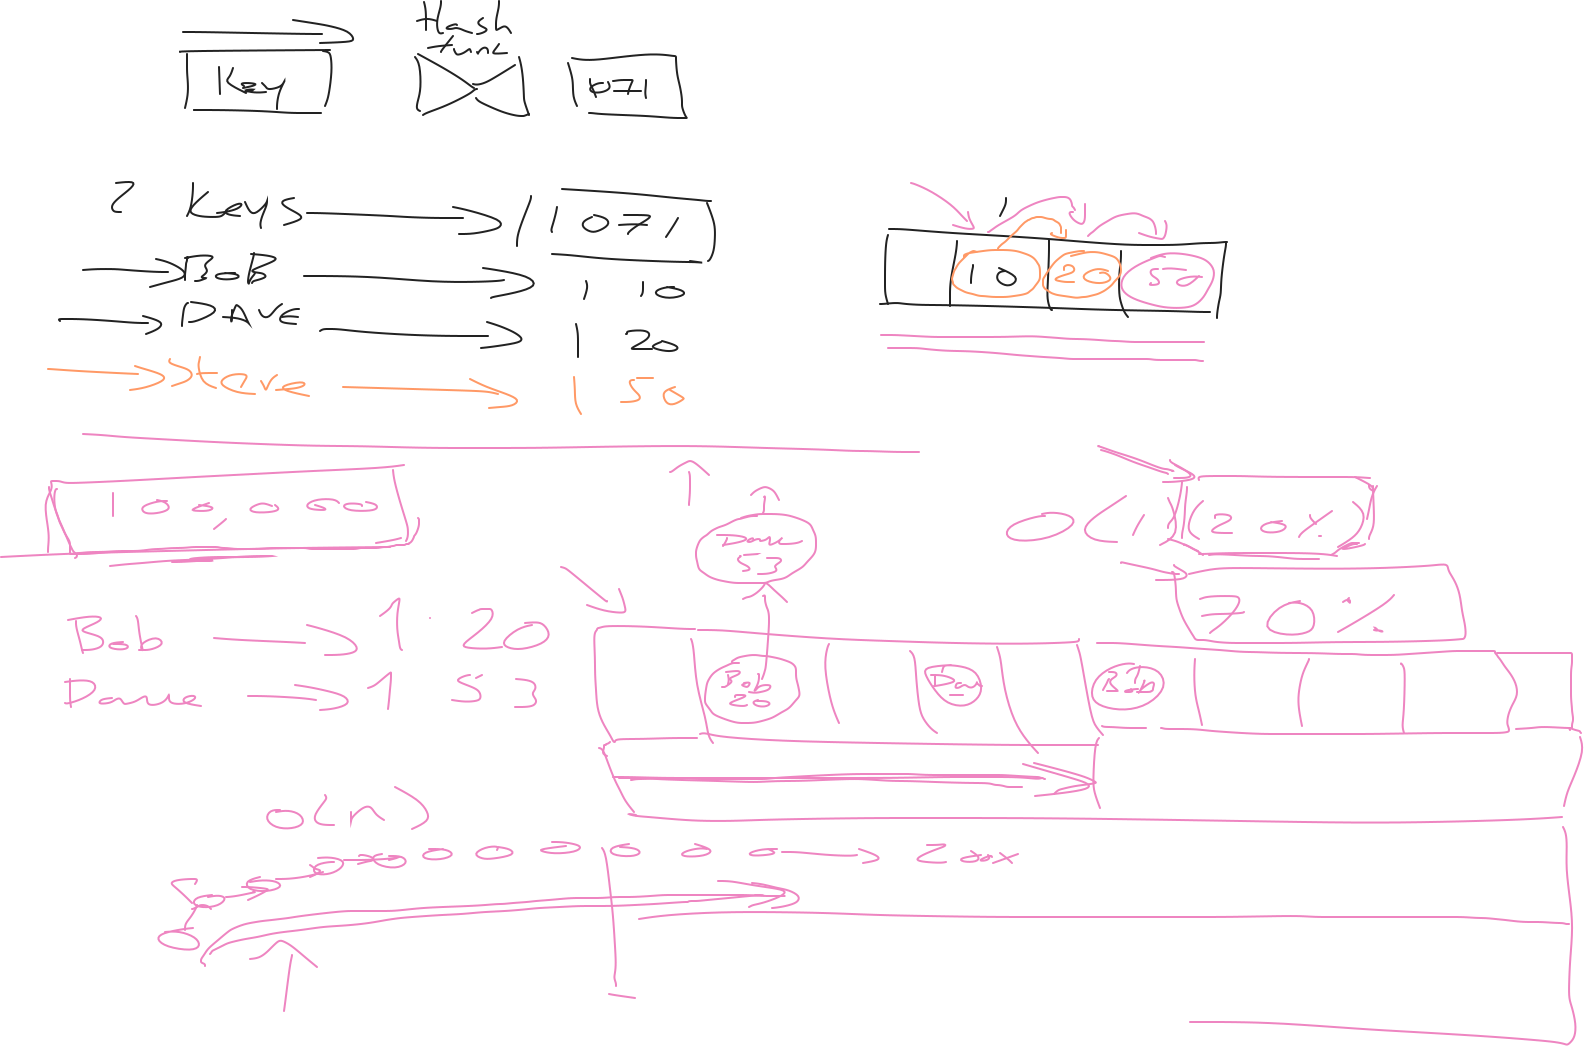 Hash
func
Key
1071
2 Keys 1 1071
BoB 1 10
DAVE 1 20
Steve 1 50
10 20 50
100,000
O(1) (20%)
70%
Dave
53
Bob 1 20
Dave 1 53
Bob
20
Dav
Bob
O(n)
200x